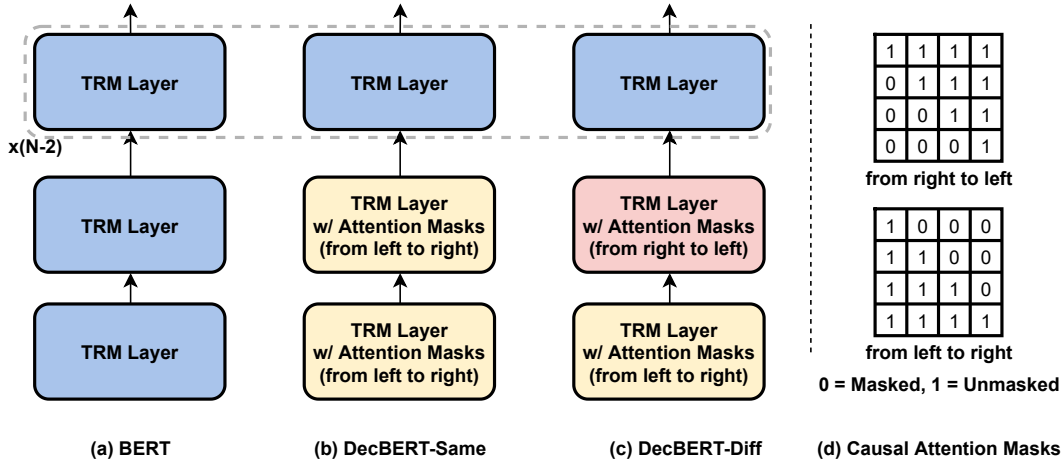 TRM Layer
TRM Layer
TRM Layer
x(N-2)
TRM Layer
TRM Layer
w/ Attention Masks
(from left to right)
TRM Layer
w/ Attention Masks
(from right to left)
TRM Layer
TRM Layer
w/ Attention Masks
(from left to right)
TRM Layer
w/ Attention Masks
(from left to right)
1 1 1 1
0 1 1 1
0 0 1 1
0 0 0 1
from right to left
1 0 0 0
1 1 0 0
1 1 1 0
1 1 1 1
from left to right
0 = Masked, 1 = Unmasked
(a) BERT
(b) DecBERT-Same
(c) DecBERT-Diff
(d) Causal Attention Masks